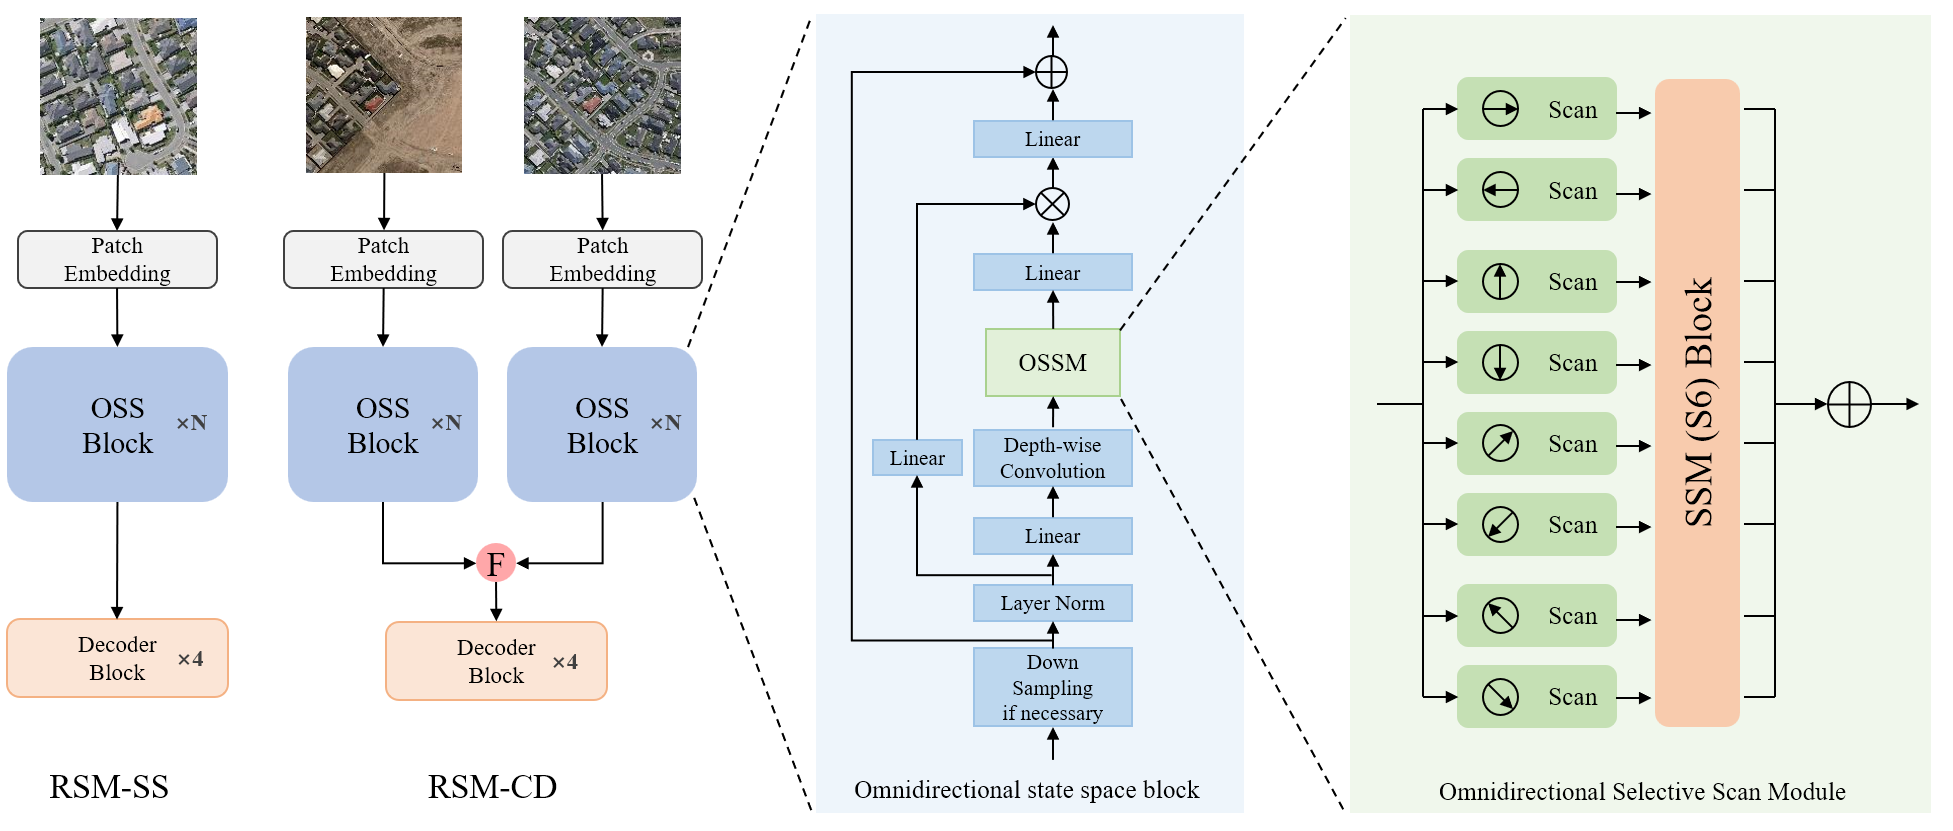 Patch
Embedding
OSS
Block
×N
Decoder
Block
×4
RSM-SS
Patch
Embedding
Patch
Embedding
OSS
Block
×N
OSS
Block
×N
F
Decoder
Block
×4
RSM-CD
Linear
Linear
OSSM
Depth-wise
Convolution
Linear
Linear
Layer Norm
Down
Sampling
if necessary
Omnidirectional state space block
Scan
Scan
Scan
Scan
Scan
Scan
Scan
Scan
SSM (S6) Block
Omnidirectional Selective Scan Module